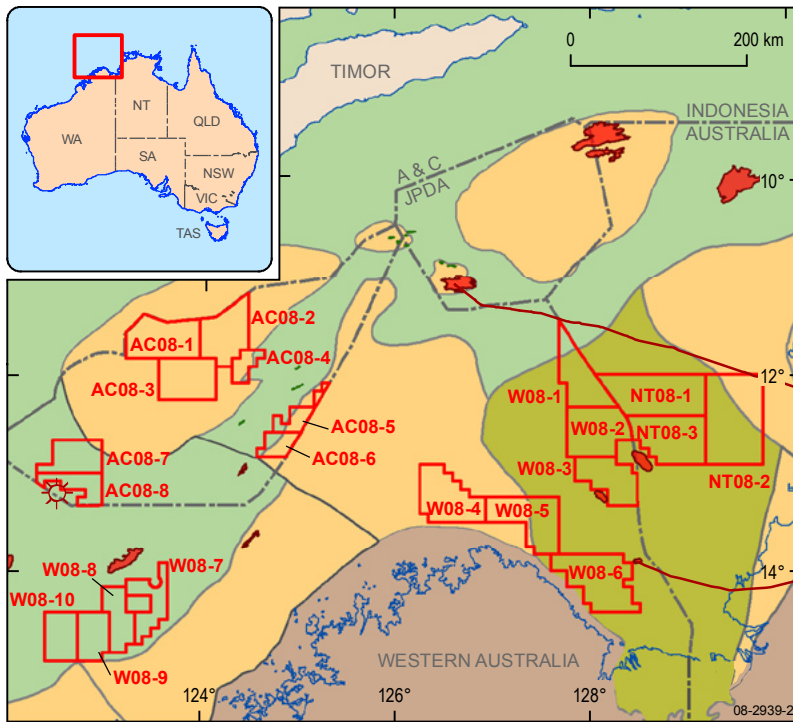 0 200 km
TIMOR
NT
WA
QLD
SA
NSW
VIC
TAS
INDONESIA
AUSTRALIA
A & C
JPDA
10°
AC08-2
AC08-1
AC08-4
AC08-3
12°
W08-1
NT08-1
AC08-5
W08-2
NT08-3
AC08-6
AC08-7
W08-3
NT08-2
AC08-8
W08-4
W08-5
W08-8
W08-7
W08-6
14°
W08-10
W08-9
WESTERN AUSTRALIA
124°
126°
128°
08-2939-2